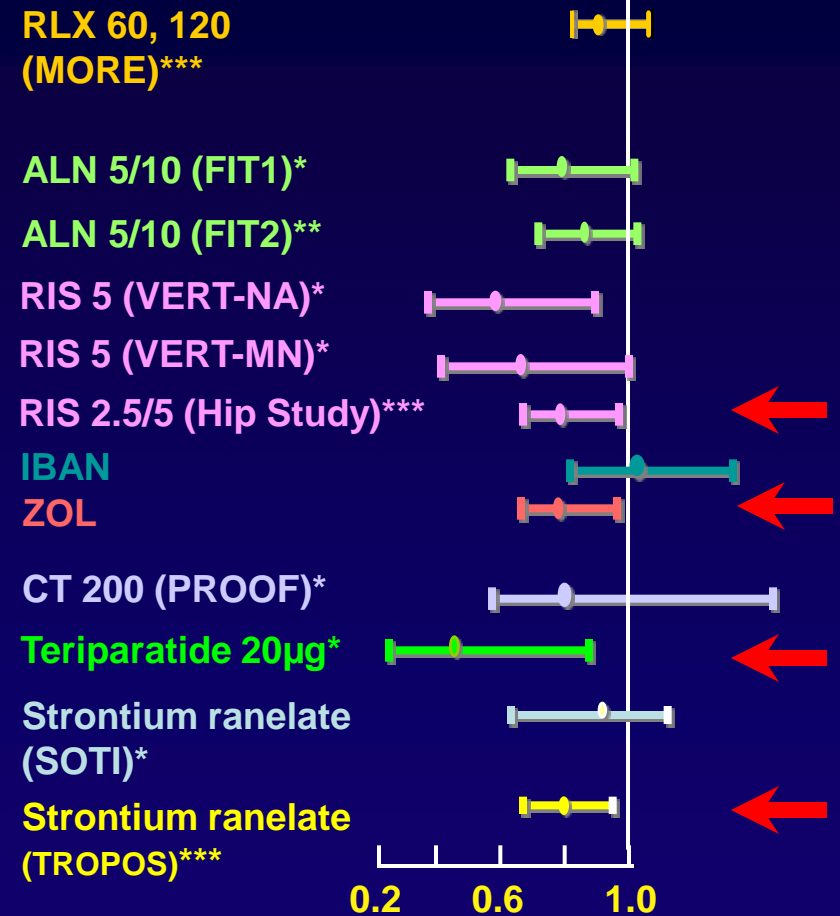 RLX 60, 120
(MORE)***
ALN 5/10 (FIT1)*
ALN 5/10 (FIT2)**
RIS 5 (VERT-NA)*
RIS 5 (VERT-MN)*
RIS 2.5/5 (Hip Study)***
IBAN
ZOL
CT 200 (PROOF)*
Teriparatide 20µg*
Strontium ranelate
(SOTI)*
Strontium ranelate
(TROPOS)***
0.2 0.6 1.0